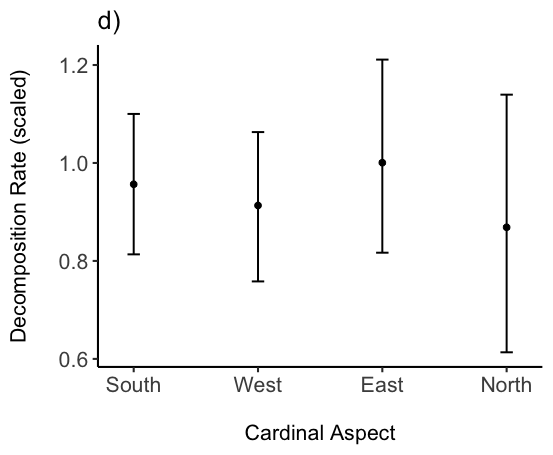 d)
Decomposition Rate (scaled)
1.2
1.0
0.8
0.6
South West East North
Cardinal Aspect